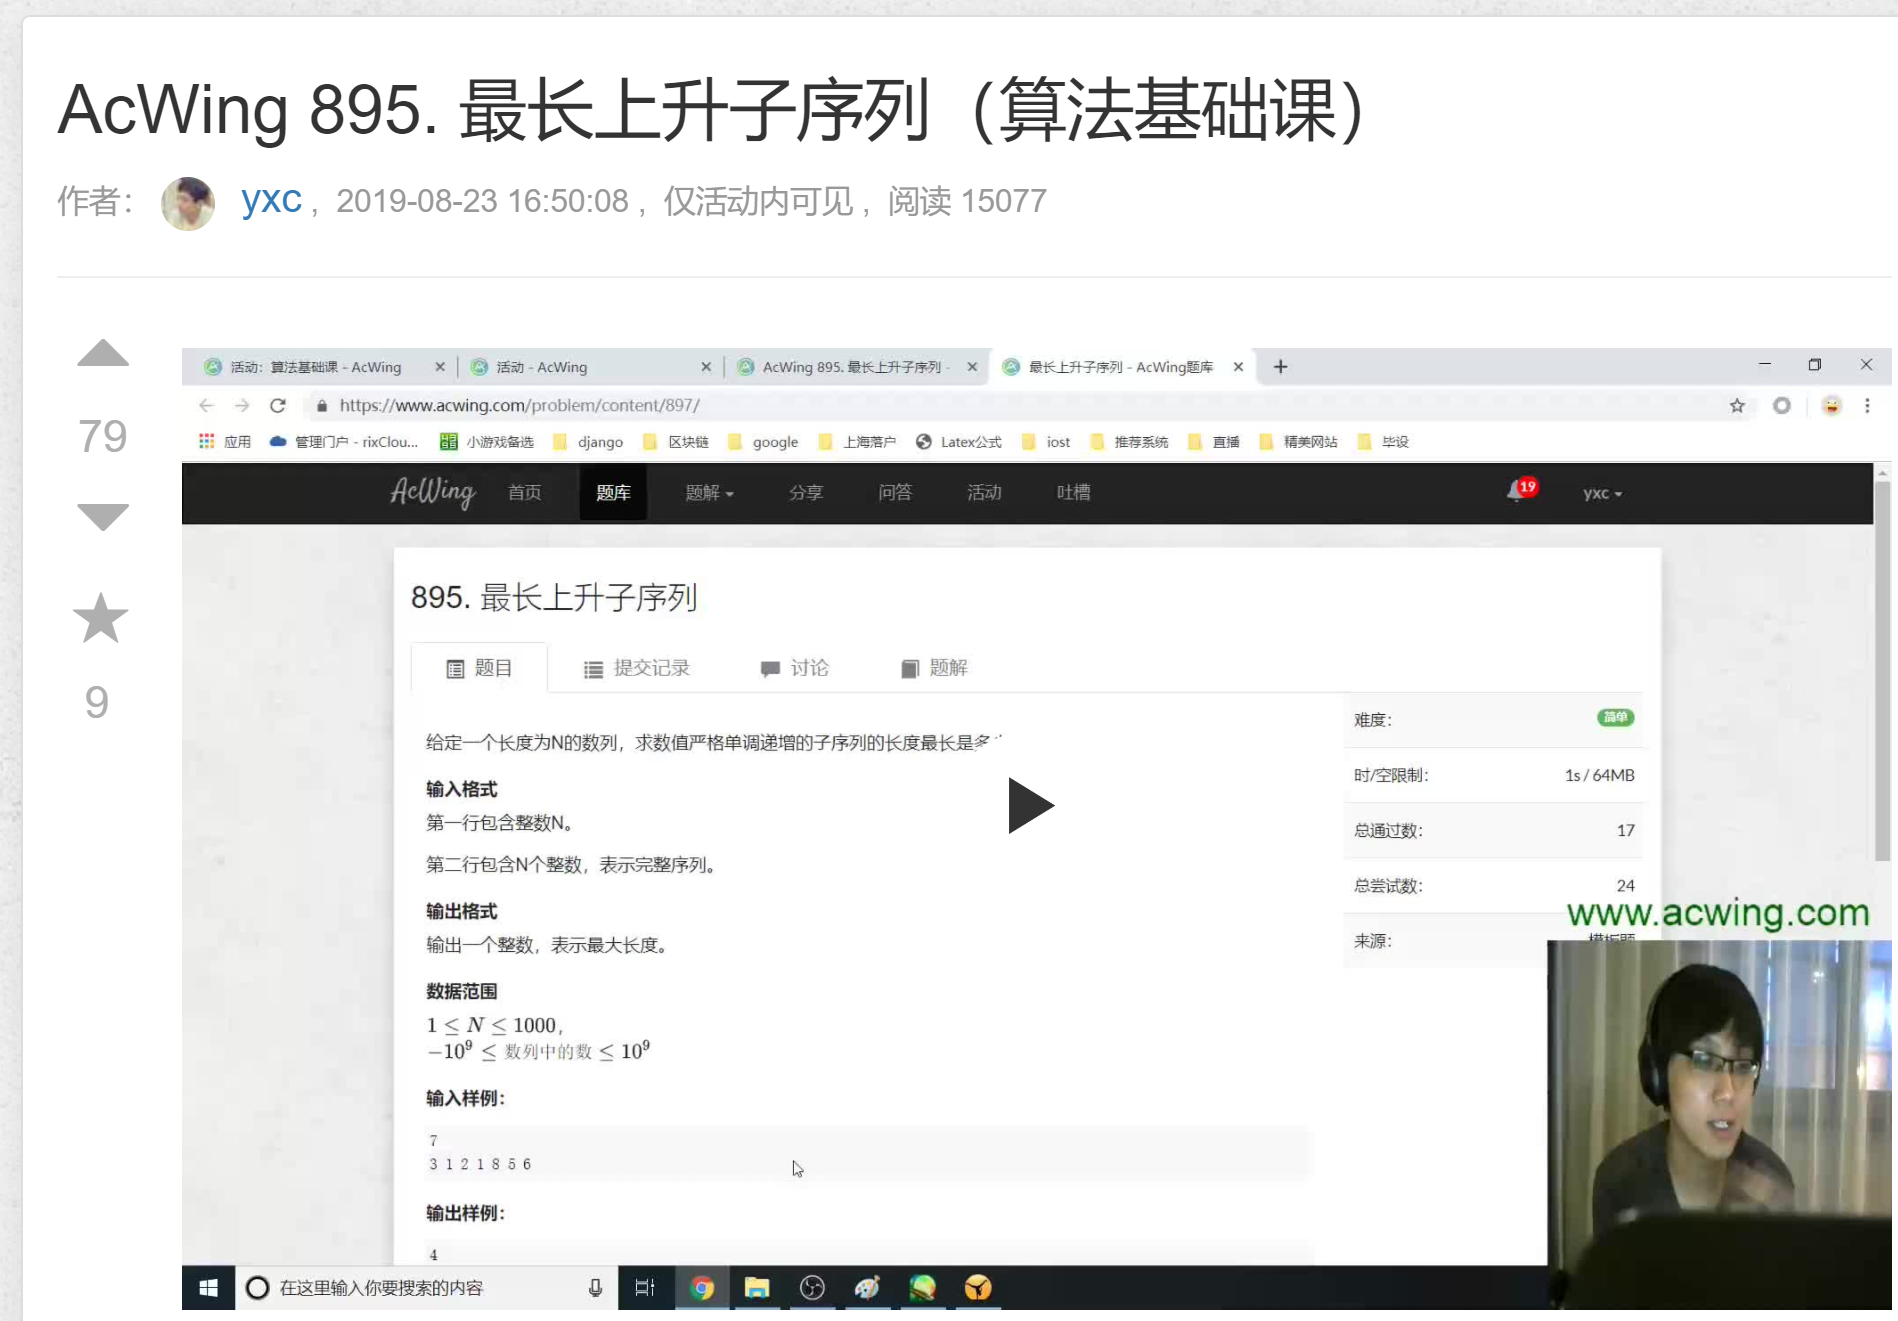 AcWing 895. 最长上升子序列（算法基础课）
作者： yxc , 2019-08-23 16:50:08 , 仅活动内可见 , 阅读 15077
79
9
活动：算法基础课 - AcWing
活动 - AcWing
AcWing 895. 最长上升子序列 -
最长上升子序列 - AcWing题库
https://www.acwing.com/problem/content/897/
应用 管理门户 - rixClou... 小游戏备选 django 区块链 google 上海落户 Latex公式 iost 推荐系统 直播 精美网站 毕设
AcWing 首页 题库 题解 分享 问答 活动 吐槽 19 yxc
895. 最长上升子序列
题目 提交记录 讨论 题解
给定一个长度为N的数列，求数值严格单调递增的子序列的长度最长是多
输入格式
第一行包含整数N。
第二行包含N个整数，表示完整序列。
输出格式
输出一个整数，表示最大长度。
数据范围
1 ≤ N ≤ 1000,
−10⁹ ≤ 数列中的数 ≤ 10⁹
输入样例：
7
3 1 2 1 8 5 6
输出样例：
4
难度： 简单
时/空限制： 1s / 64MB
总通过数： 17
总尝试数： 24
来源： 模板题
www.acwing.com
在这里输入你要搜索的内容